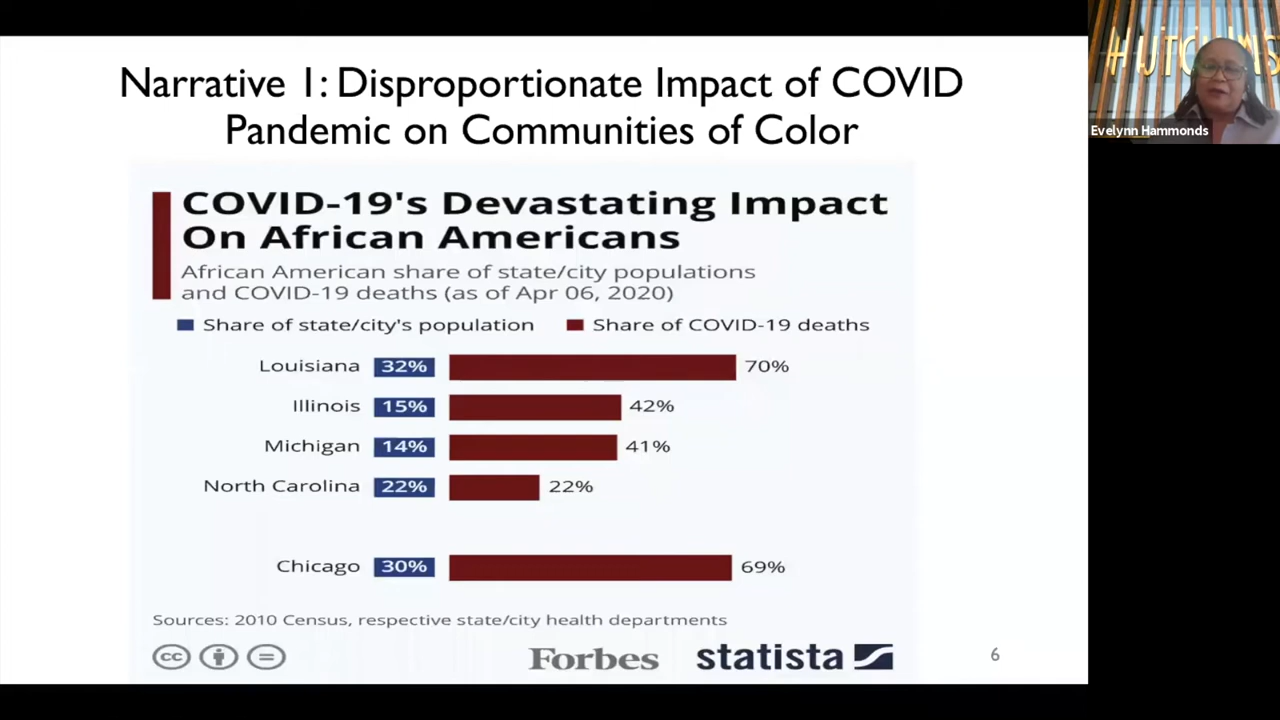 Narrative 1: Disproportionate Impact of COVID
Pandemic on Communities of Color
COVID-19's Devastating Impact
On African Americans
African American share of state/city populations
and COVID-19 deaths (as of Apr 06, 2020)
Share of state/city's population Share of COVID-19 deaths
Louisiana 32% 70%
Illinois 15% 42%
Michigan 14% 41%
North Carolina 22% 22%
Chicago 30% 69%
Sources: 2010 Census, respective state/city health departments
cc
Forbes statista
6
HUTCHINS
Evelynn Hammonds